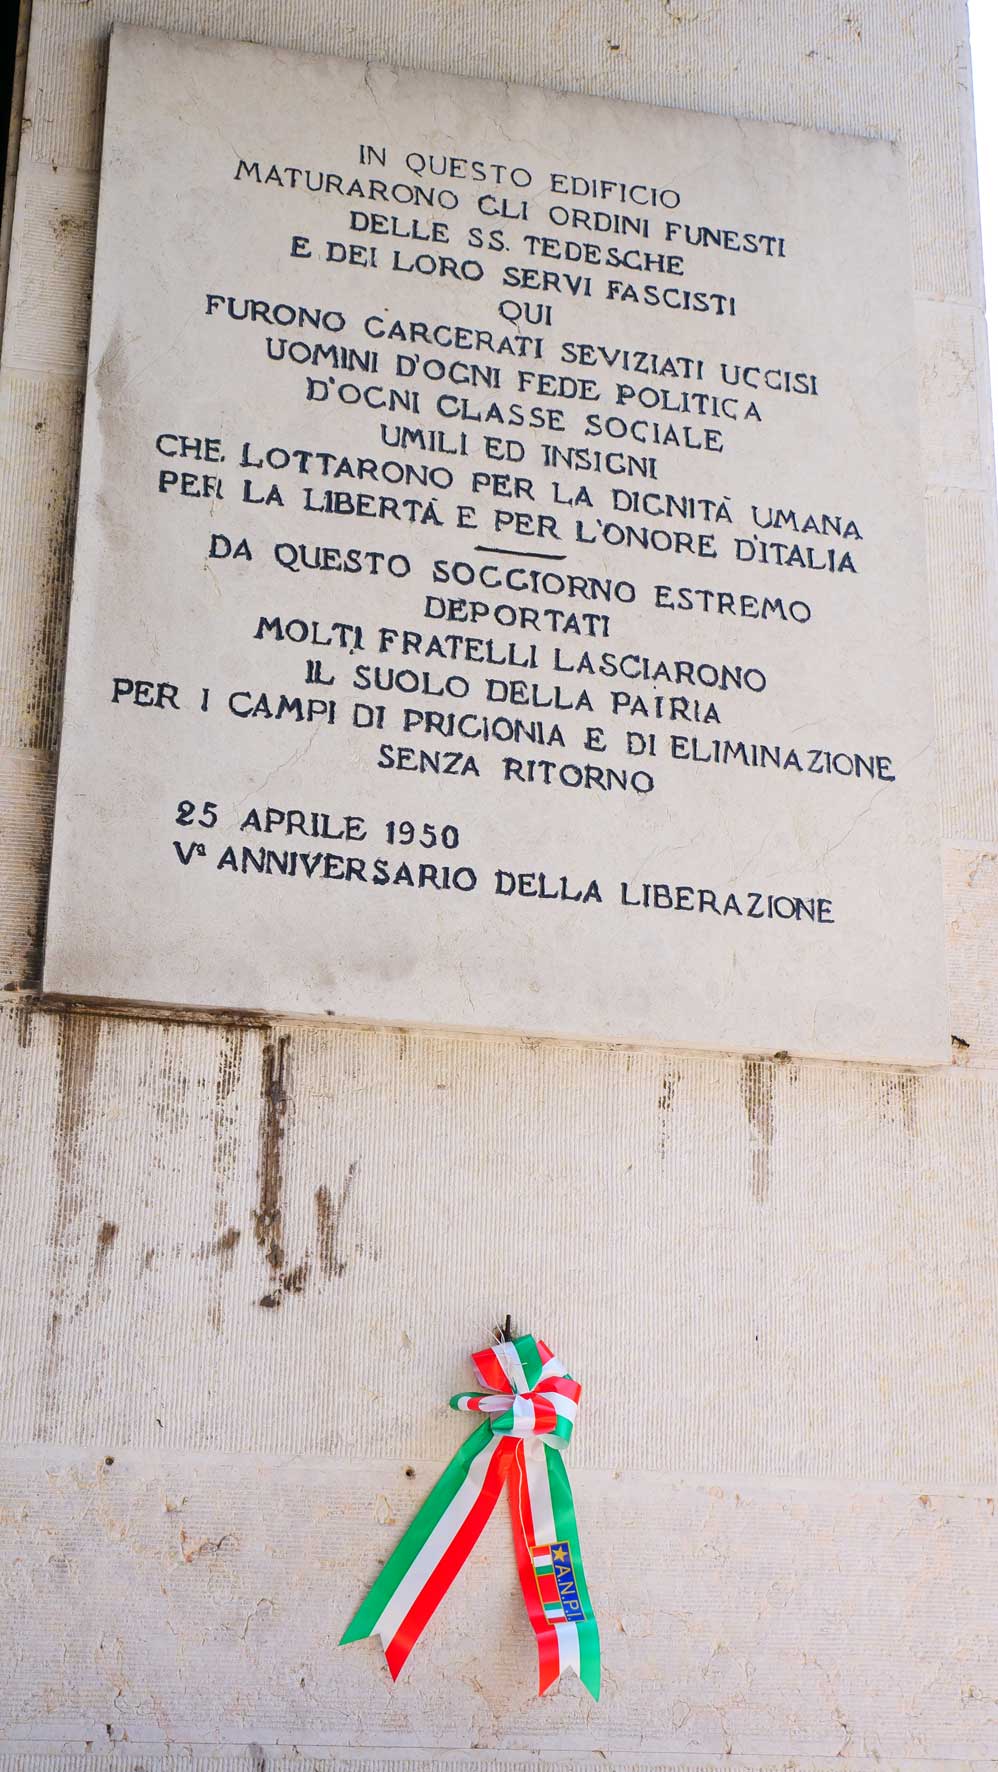 IN QUESTO EDIFICIO
MATURARONO GLI ORDINI FUNESTI
DELLE SS. TEDESCHE
E DEI LORO SERVI FASCISTI
QUI
FURONO CARCERATI SEVIZIATI UCCISI
UOMINI D'OGNI FEDE POLITICA
D'OGNI CLASSE SOCIALE
UMILI ED INSIGNI
CHE LOTTARONO PER LA DIGNITÀ UMANA
PER LA LIBERTÀ E PER L'ONORE D'ITALIA
DA QUESTO SOGGIORNO ESTREMO
DEPORTATI
MOLTI FRATELLI LASCIARONO
IL SUOLO DELLA PATRIA
PER I CAMPI DI PRIGIONIA E DI ELIMINAZIONE
SENZA RITORNO
25 APRILE 1950
Vº ANNIVERSARIO DELLA LIBERAZIONE
A.N.P.I.